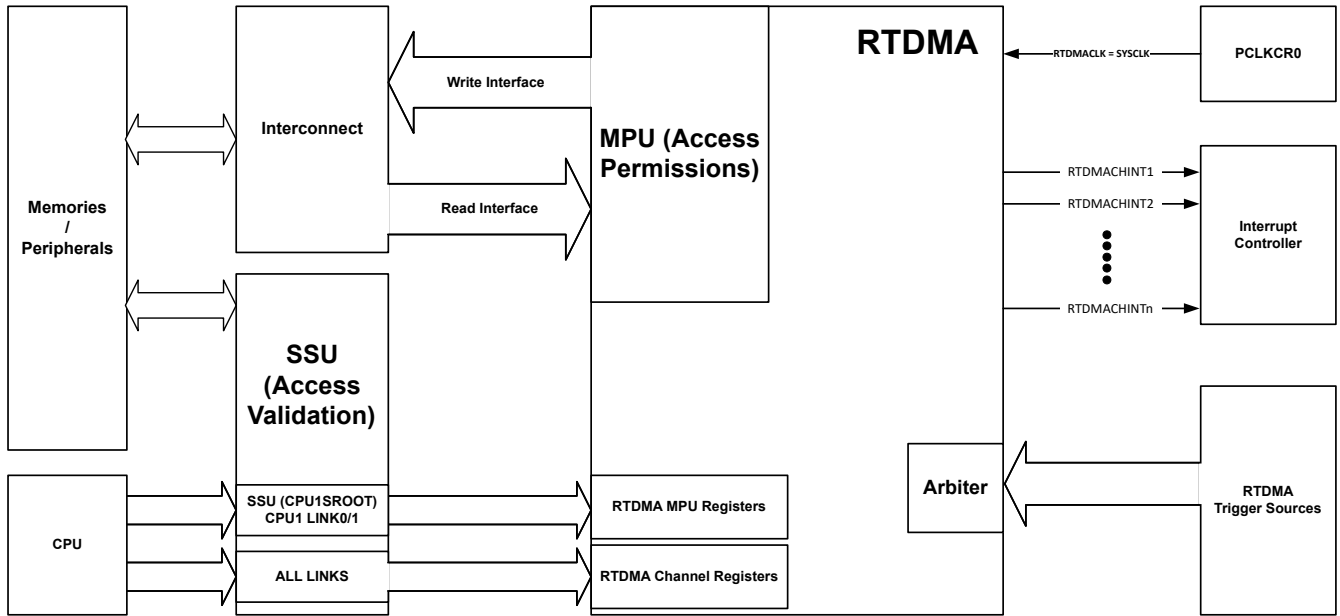 RTDMA
RTDMACLK = SYSCLK
PCLKCR0
Write Interface
Interconnect
MPU (Access
Permissions)
Read Interface
Memories
/
Peripherals
RTDMACHINT1
RTDMACHINT2
RTDMACHINTn
Interrupt
Controller
SSU
(Access
Validation)
SSU (CPU1SROOT)
CPU1 LINK0/1
RTDMA MPU Registers
Arbiter
RTDMA
Trigger Sources
CPU
ALL LINKS
RTDMA Channel Registers